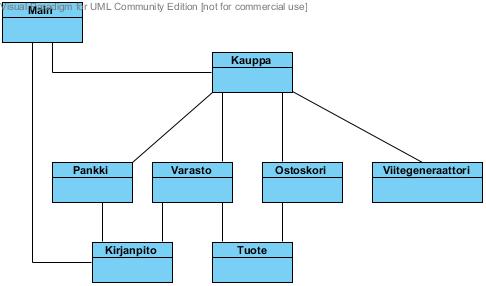 Visual Paradigm for UML Community Edition [not for commercial use]
Main
Kauppa
Pankki
Varasto
Ostoskori
Viitegeneraattori
Kirjanpito
Tuote